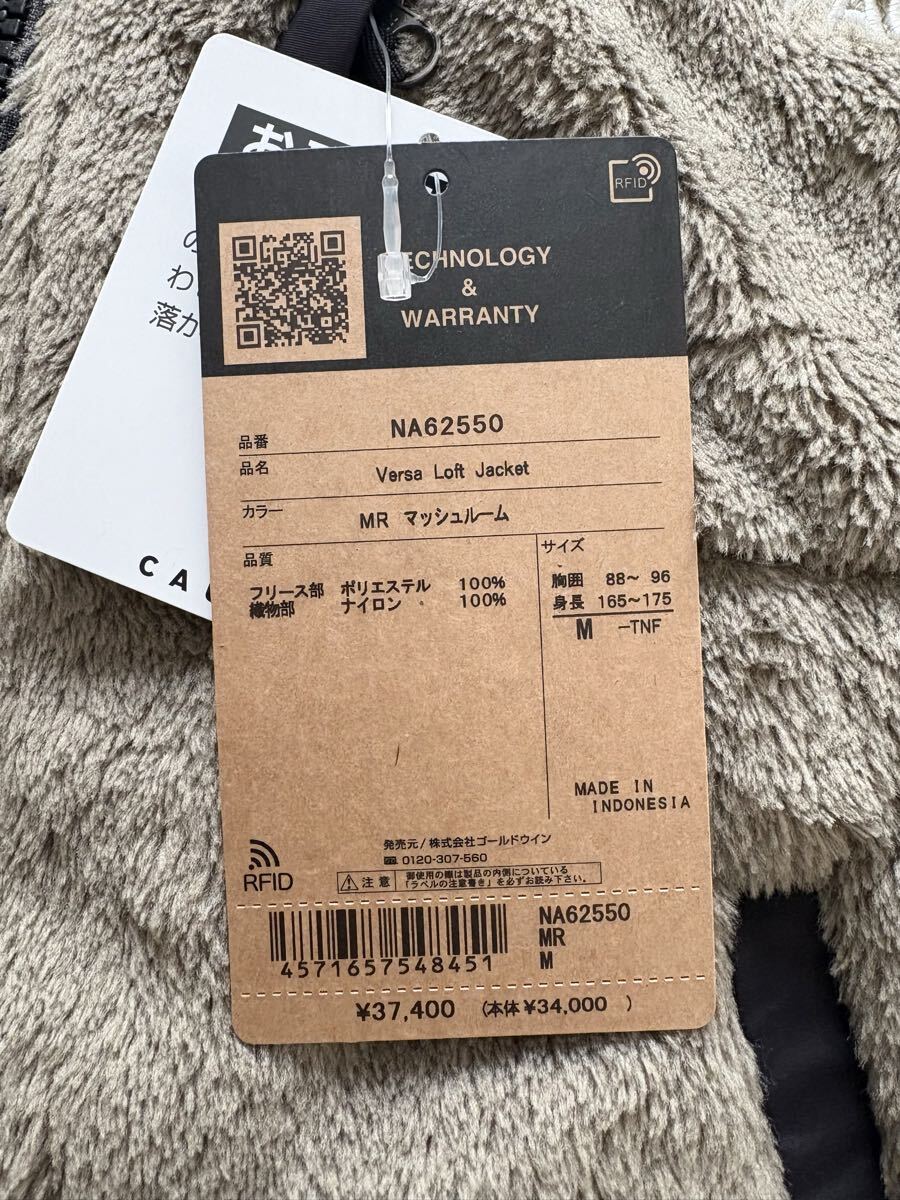 の
わ
落か
CAU
RFID
TECHNOLOGY
&
WARRANTY
品番 NA62550
品名 Versa Loft Jacket
カラー MR マッシュルーム
品質
フリース部 ポリエステル 100%
織物部 ナイロン 100%
サイズ
胸囲 88~ 96
身長 165~175
M -TNF
MADE IN
INDONESIA
発売元/株式会社ゴールドウイン
0120-307-560
RFID
注意 御使用の際は製品の内側についている
「ラベルの注意書き」を必ずお読み下さい。
4571657548451
NA62550
MR
M
¥37,400 (本体¥34,000 )